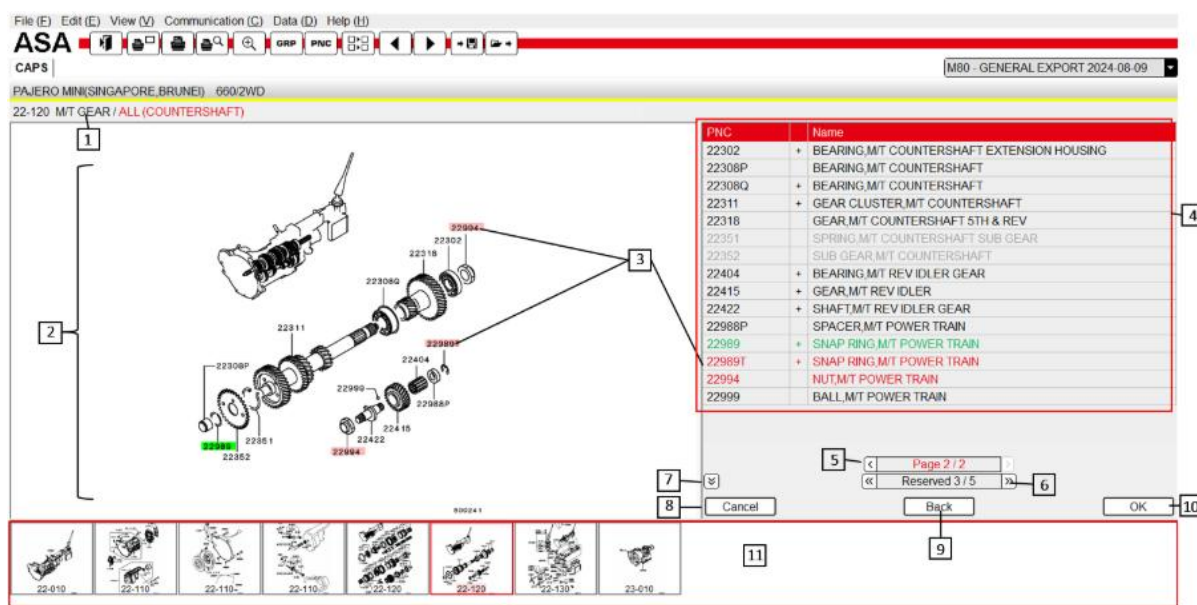 File (F) Edit (E) View (V) Communication (C) Data (D) Help (H)
ASA
GRP PNC
CAPS
M80 - GENERAL EXPORT 2024-08-09
PAJERO MINI(SINGAPORE,BRUNEI) 660/2WD
22-120 M/T GEAR / ALL (COUNTERSHAFT)
1
2
3
22994
22302
22318
22308Q
22311
22989T
22308P
22404
22999
22988P
22351
22415
22989
22422
22352
22994
500241
PNC Name
22302 + BEARING,M/T COUNTERSHAFT EXTENSION HOUSING
22308P BEARING,M/T COUNTERSHAFT
22308Q + BEARING,M/T COUNTERSHAFT
22311 + GEAR CLUSTER,M/T COUNTERSHAFT
22318 GEAR,M/T COUNTERSHAFT 5TH & REV
22351 SPRING,M/T COUNTERSHAFT SUB GEAR
22352 SUB GEAR,M/T COUNTERSHAFT
22404 + BEARING,M/T REV IDLER GEAR
22415 + GEAR,M/T REV IDLER
22422 + SHAFT,M/T REV IDLER GEAR
22988P SPACER,M/T POWER TRAIN
22989 + SNAP RING,M/T POWER TRAIN
22989T + SNAP RING,M/T POWER TRAIN
22994 NUT,M/T POWER TRAIN
22999 BALL,M/T POWER TRAIN
4
5
< Page 2 / 2 >
7
« Reserved 3 / 5 »
6
8
Cancel Back OK
10
9
11
22-010 22-110 22-110 22-110 22-120 22-120 22-130 23-010